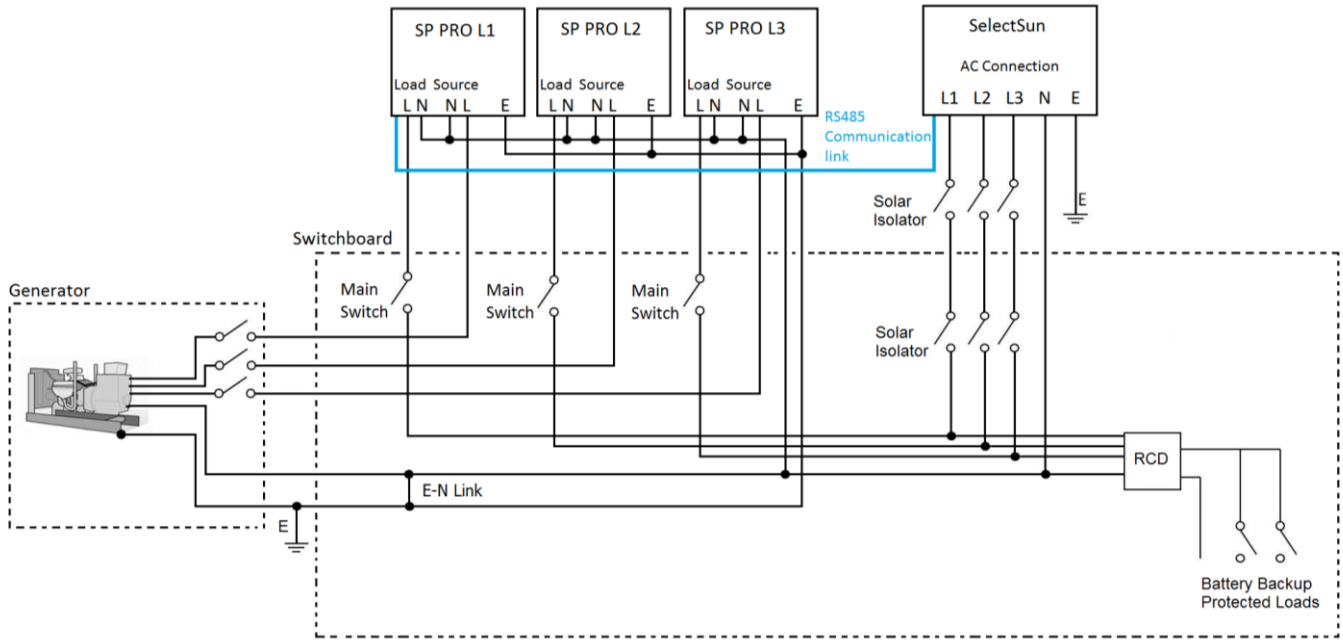 SP PRO L1
SP PRO L2
SP PRO L3
SelectSun
AC Connection
Load Source
Load Source
Load Source
L N N L E
L N N L E
L N N L E
L1 L2 L3 N E
RS485
Communication
link
Solar
Isolator
E
Switchboard
Generator
Main
Switch
Main
Switch
Main
Switch
Solar
Isolator
RCD
E-N Link
E
Battery Backup
Protected Loads